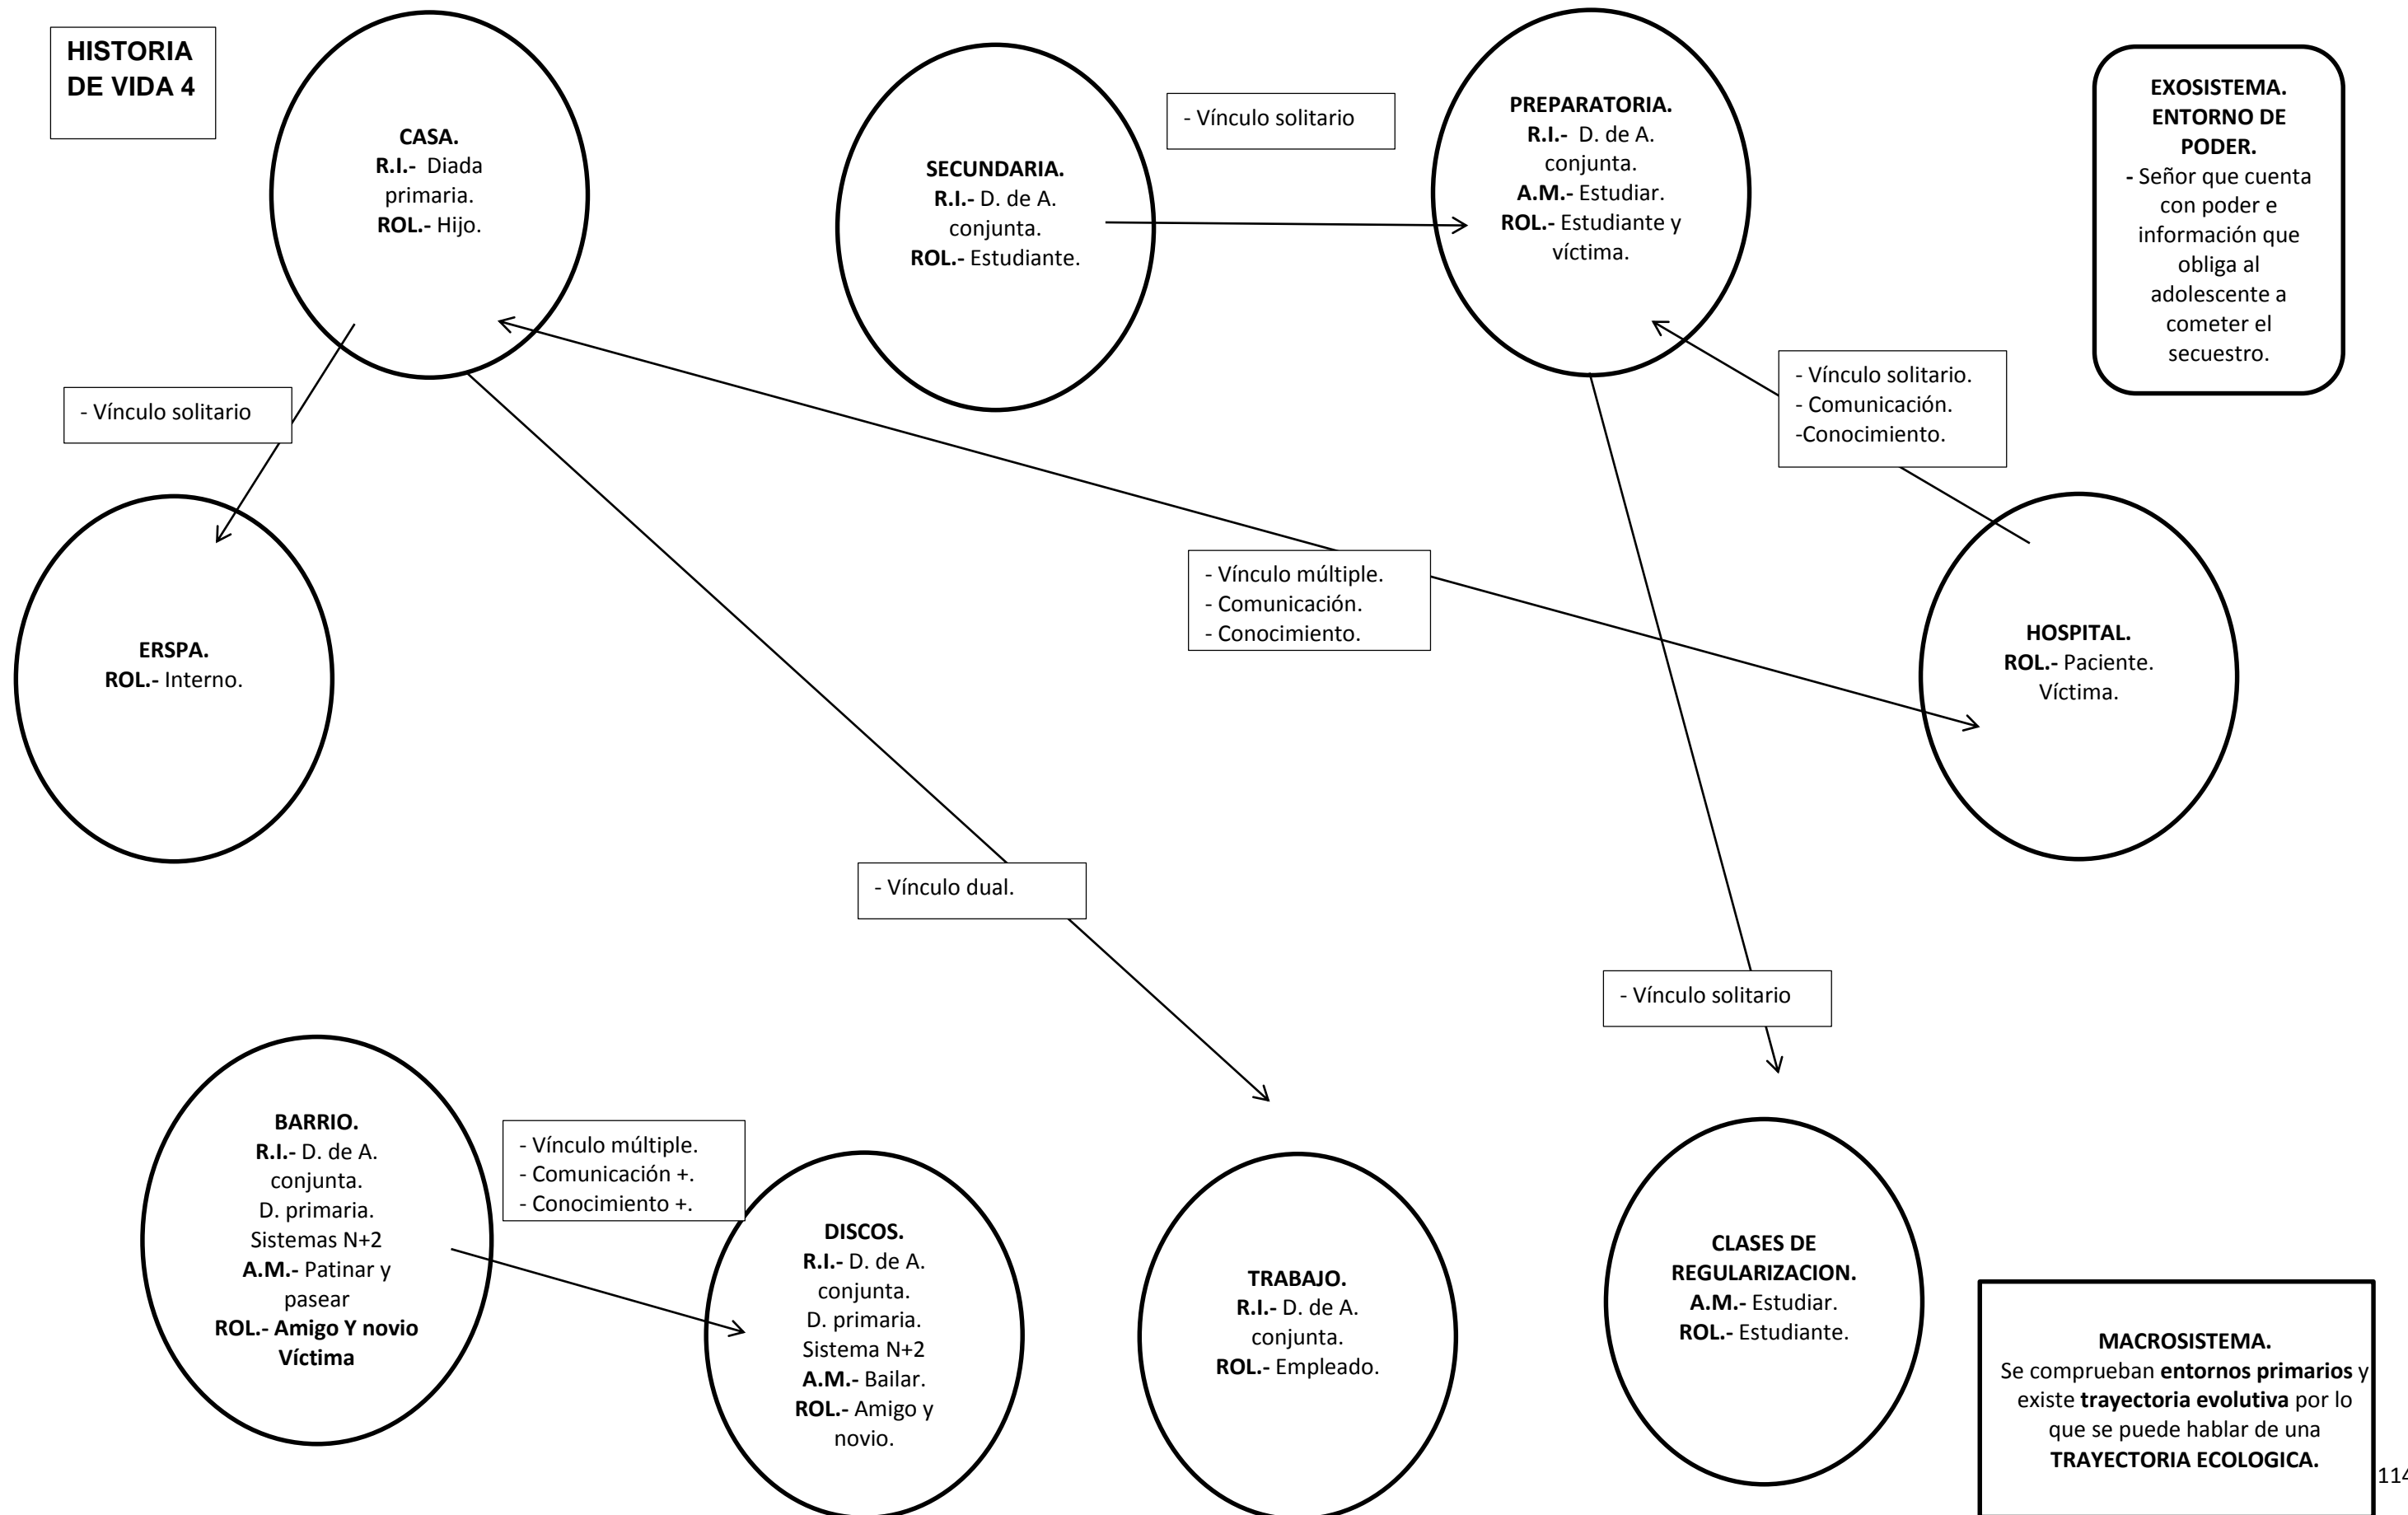 HISTORIA
DE VIDA 4
CASA.
R.I.- Diada
primaria.
ROL.- Hijo.
SECUNDARIA.
R.I.- D. de A.
conjunta.
ROL.- Estudiante.
- Vínculo solitario
PREPARATORIA.
R.I.- D. de A.
conjunta.
A.M.- Estudiar.
ROL.- Estudiante y
víctima.
EXOSISTEMA.
ENTORNO DE
PODER.
- Señor que cuenta
con poder e
información que
obliga al
adolescente a
cometer el
secuestro.
- Vínculo solitario
- Vínculo solitario.
- Comunicación.
-Conocimiento.
ERSPA.
ROL.- Interno.
- Vínculo múltiple.
- Comunicación.
- Conocimiento.
HOSPITAL.
ROL.- Paciente.
Víctima.
- Vínculo dual.
- Vínculo solitario
BARRIO.
R.I.- D. de A.
conjunta.
D. primaria.
Sistemas N+2
A.M.- Patinar y
pasear
ROL.- Amigo Y novio
Víctima
- Vínculo múltiple.
- Comunicación +.
- Conocimiento +.
DISCOS.
R.I.- D. de A.
conjunta.
D. primaria.
Sistema N+2
A.M.- Bailar.
ROL.- Amigo y
novio.
TRABAJO.
R.I.- D. de A.
conjunta.
ROL.- Empleado.
CLASES DE
REGULARIZACION.
A.M.- Estudiar.
ROL.- Estudiante.
MACROSISTEMA.
Se comprueban entornos primarios y
existe trayectoria evolutiva por lo
que se puede hablar de una
TRAYECTORIA ECOLOGICA.
114